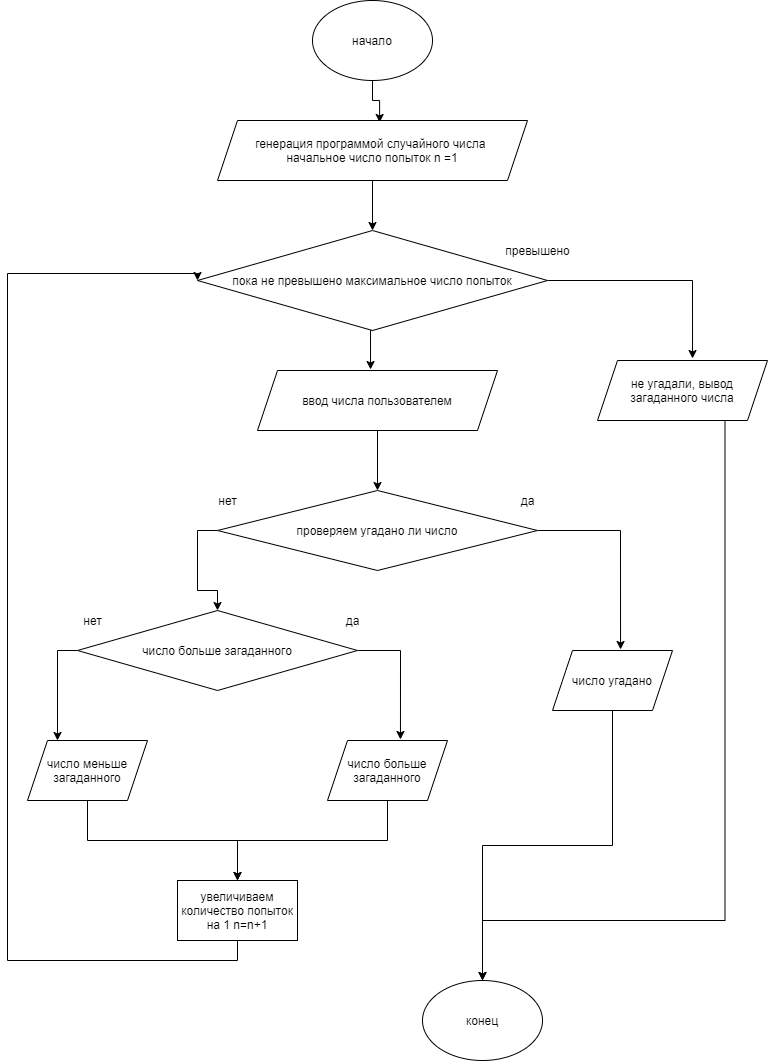 начало
генерация программой случайного числа
начальное число попыток n =1
превышено
пока не превышено максимальное число попыток
не угадали, вывод
загаданного числа
ввод числа пользователем
нет
да
проверяем угадано ли число
нет
да
число больше загаданного
число угадано
число меньше
загаданного
число больше
загаданного
увеличиваем
количество попыток
на 1 n=n+1
конец